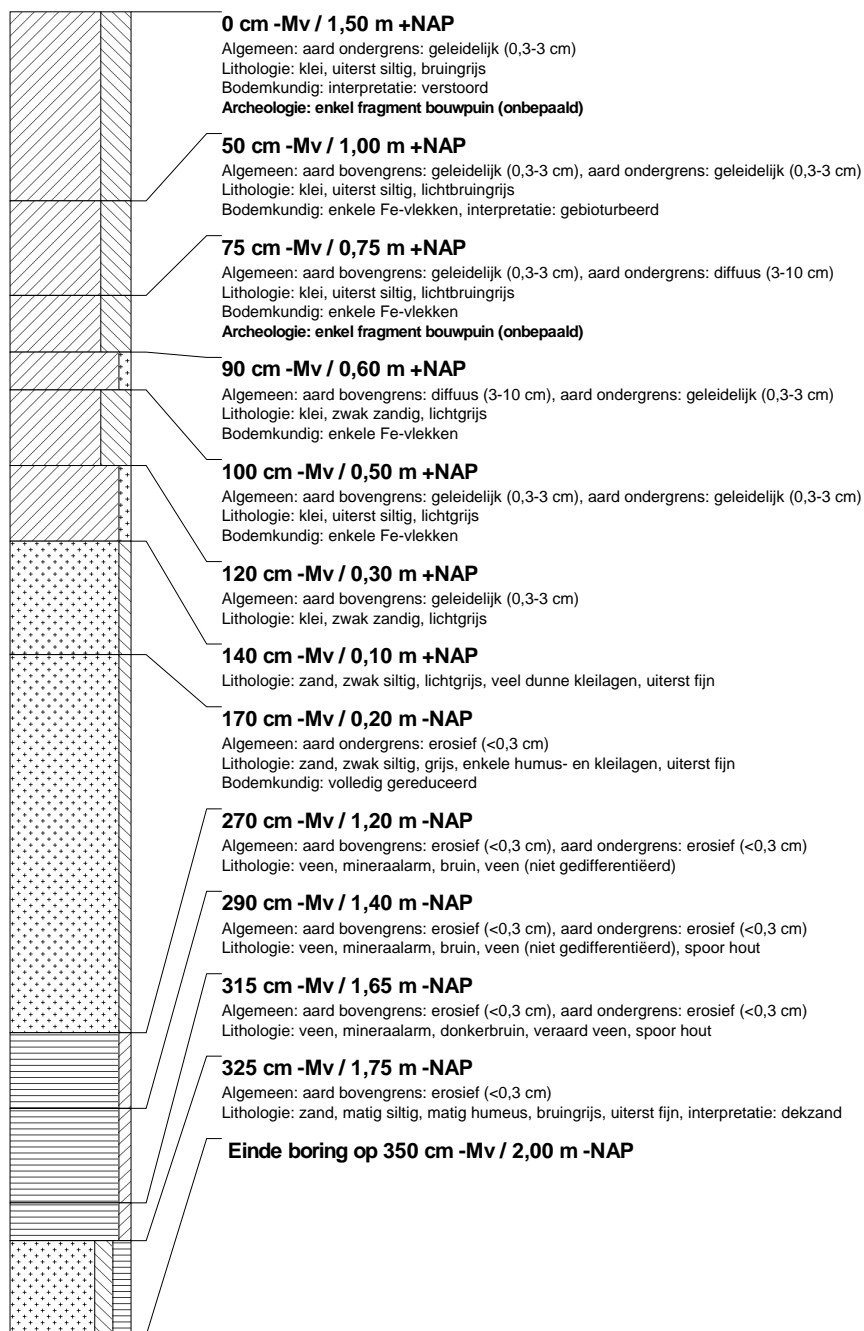 0 cm -Mv / 1,50 m +NAP
Algemeen: aard ondergrens: geleidelijk (0,3-3 cm)
Lithologie: klei, uiterst siltig, bruingrijs
Bodemkundig: interpretatie: verstoord
Archeologie: enkel fragment bouwpuin (onbepaald)
50 cm -Mv / 1,00 m +NAP
Algemeen: aard bovengrens: geleidelijk (0,3-3 cm), aard ondergrens: geleidelijk (0,3-3 cm)
Lithologie: klei, uiterst siltig, lichtbruingrijs
Bodemkundig: enkele Fe-vlekken, interpretatie: gebioturbeerd
75 cm -Mv / 0,75 m +NAP
Algemeen: aard bovengrens: geleidelijk (0,3-3 cm), aard ondergrens: diffuus (3-10 cm)
Lithologie: klei, uiterst siltig, lichtbruingrijs
Bodemkundig: enkele Fe-vlekken
Archeologie: enkel fragment bouwpuin (onbepaald)
90 cm -Mv / 0,60 m +NAP
Algemeen: aard bovengrens: diffuus (3-10 cm), aard ondergrens: geleidelijk (0,3-3 cm)
Lithologie: klei, zwak zandig, lichtgrijs
Bodemkundig: enkele Fe-vlekken
100 cm -Mv / 0,50 m +NAP
Algemeen: aard bovengrens: geleidelijk (0,3-3 cm), aard ondergrens: geleidelijk (0,3-3 cm)
Lithologie: klei, uiterst siltig, lichtgrijs
Bodemkundig: enkele Fe-vlekken
120 cm -Mv / 0,30 m +NAP
Algemeen: aard bovengrens: geleidelijk (0,3-3 cm)
Lithologie: klei, zwak zandig, lichtgrijs
140 cm -Mv / 0,10 m +NAP
Lithologie: zand, zwak siltig, lichtgrijs, veel dunne kleilagen, uiterst fijn
170 cm -Mv / 0,20 m -NAP
Algemeen: aard ondergrens: erosief (<0,3 cm)
Lithologie: zand, zwak siltig, grijs, enkele humus- en kleilagen, uiterst fijn
Bodemkundig: volledig gereduceerd
270 cm -Mv / 1,20 m -NAP
Algemeen: aard bovengrens: erosief (<0,3 cm), aard ondergrens: erosief (<0,3 cm)
Lithologie: veen, mineraalarm, bruin, veen (niet gedifferentiëerd)
290 cm -Mv / 1,40 m -NAP
Algemeen: aard bovengrens: erosief (<0,3 cm), aard ondergrens: erosief (<0,3 cm)
Lithologie: veen, mineraalarm, bruin, veen (niet gedifferentiëerd), spoor hout
315 cm -Mv / 1,65 m -NAP
Algemeen: aard bovengrens: erosief (<0,3 cm), aard ondergrens: erosief (<0,3 cm)
Lithologie: veen, mineraalarm, donkerbruin, veraard veen, spoor hout
325 cm -Mv / 1,75 m -NAP
Algemeen: aard bovengrens: erosief (<0,3 cm)
Lithologie: zand, matig siltig, matig humeus, bruingrijs, uiterst fijn, interpretatie: dekzand
Einde boring op 350 cm -Mv / 2,00 m -NAP